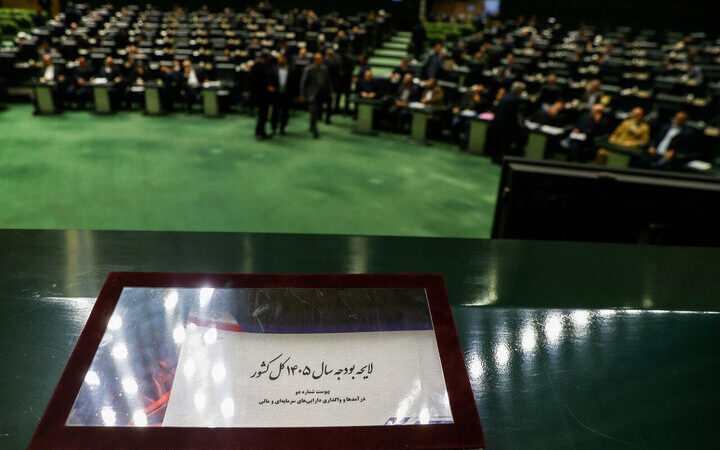 لایحه بودجه سال ۱۴۰۵ کل کشور
پیوست شماره دو
درآمدها و واگذاری دارایی‌های سرمایه‌ای و مالی